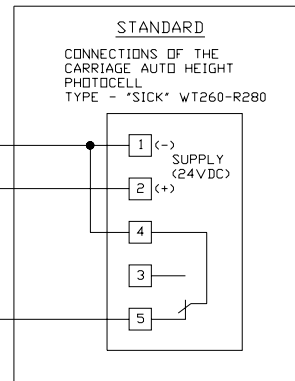 STANDARD
CONNECTIONS OF THE
CARRIAGE AUTO HEIGHT
PHOTOCELL
TYPE - "SICK" WT260-R280
1 (-)
SUPPLY
(24VDC)
2 (+)
4
3
5